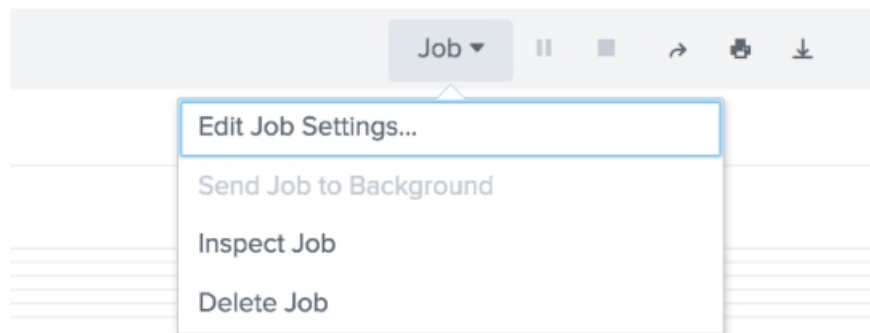 Job
Edit Job Settings...
Send Job to Background
Inspect Job
Delete Job